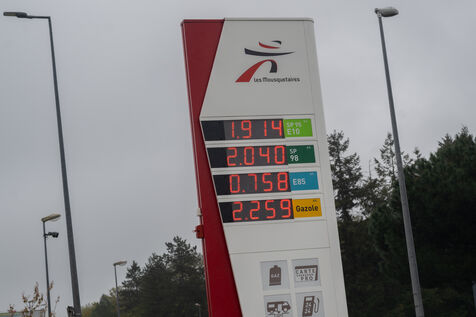 les Mousquetaires
1.914 SP 95 E10
2.040 SP 98
0.758 E85
2.259 Gazole
GAZ
CARTE
PRO
24